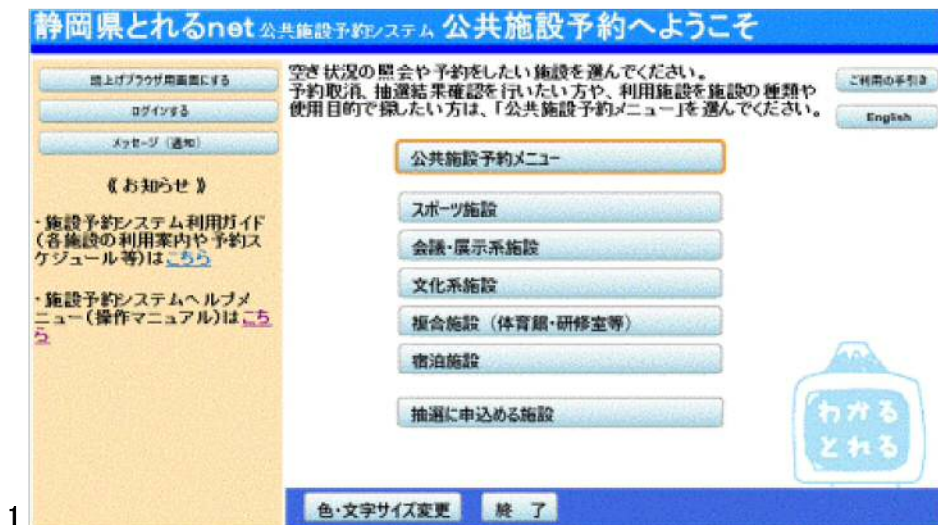 静岡県とれるnet 公共施設予約システム 公共施設予約へようこそ
読上げブラウザ用画面にする
ログインする
メッセージ（通知）
《お知らせ》
・施設予約システム利用ガイド
（各施設の利用案内や予約ス
ケジュール等）はこちら
・施設予約システムヘルプメ
ニュー（操作マニュアル）はこち
ら
空き状況の照会や予約をしたい施設を選んでください。
予約取消、抽選結果確認を行いたい方や、利用施設を施設の種類や
使用目的で探したい方は、「公共施設予約メニュー」を選んでください。
ご利用の手引き
English
公共施設予約メニュー
スポーツ施設
会議・展示系施設
文化系施設
複合施設（体育館・研修室等）
宿泊施設
抽選に申込める施設
わかる
とれる
色・文字サイズ変更
終 了
1